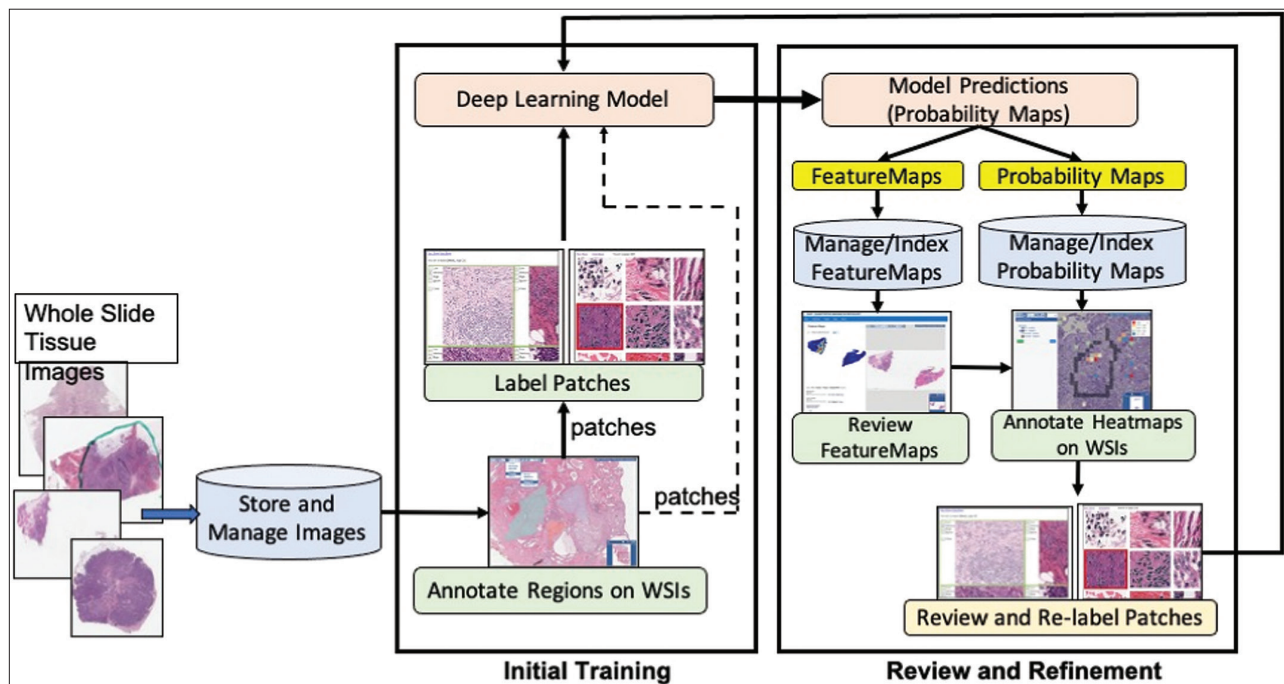 Whole Slide
Tissue
Images
Store and
Manage Images
Deep Learning Model
Label Patches
patches
patches
Annotate Regions on WSIs
Initial Training
Model Predictions
(Probability Maps)
FeatureMaps
Probability Maps
Manage/Index
FeatureMaps
Manage/Index
Probability Maps
Review
FeatureMaps
Annotate Heatmaps
on WSIs
Review and Re-label Patches
Review and Refinement